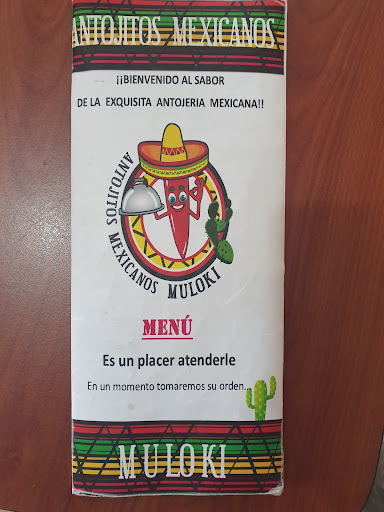 ANTOJITOS MEXICANOS
¡¡BIENVENIDO AL SABOR
DE LA EXQUISITA ANTOJERIA MEXICANA!!
ANTOJITOS MEXICANOS MULOKI
MENÚ
Es un placer atenderle
En un momento tomaremos su orden...
MULOKI